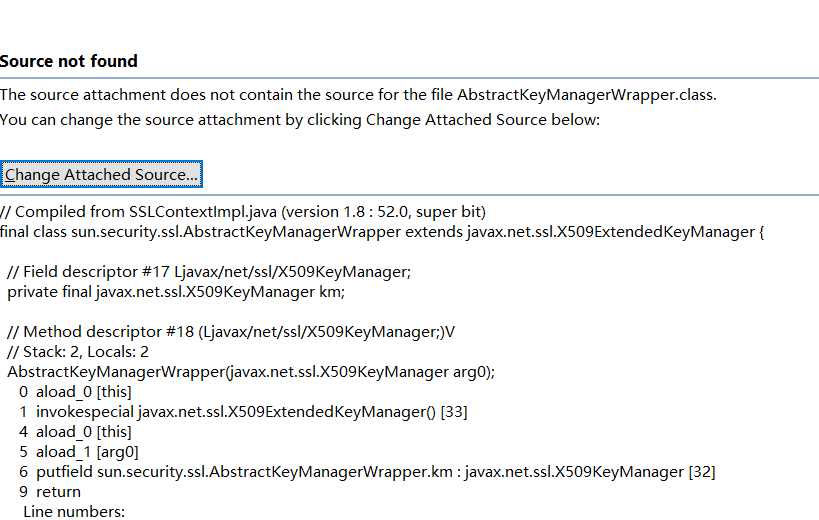 Source not found
The source attachment does not contain the source for the file AbstractKeyManagerWrapper.class.
You can change the source attachment by clicking Change Attached Source below:
Change Attached Source...
// Compiled from SSLContextImpl.java (version 1.8 : 52.0, super bit)
final class sun.security.ssl.AbstractKeyManagerWrapper extends javax.net.ssl.X509ExtendedKeyManager {
// Field descriptor #17 Ljavax/net/ssl/X509KeyManager;
private final javax.net.ssl.X509KeyManager km;
// Method descriptor #18 (Ljavax/net/ssl/X509KeyManager;)V
// Stack: 2, Locals: 2
AbstractKeyManagerWrapper(javax.net.ssl.X509KeyManager arg0);
0 aload_0 [this]
1 invokespecial javax.net.ssl.X509ExtendedKeyManager() [33]
4 aload_0 [this]
5 aload_1 [arg0]
6 putfield sun.security.ssl.AbstractKeyManagerWrapper.km : javax.net.ssl.X509KeyManager [32]
9 return
Line numbers: